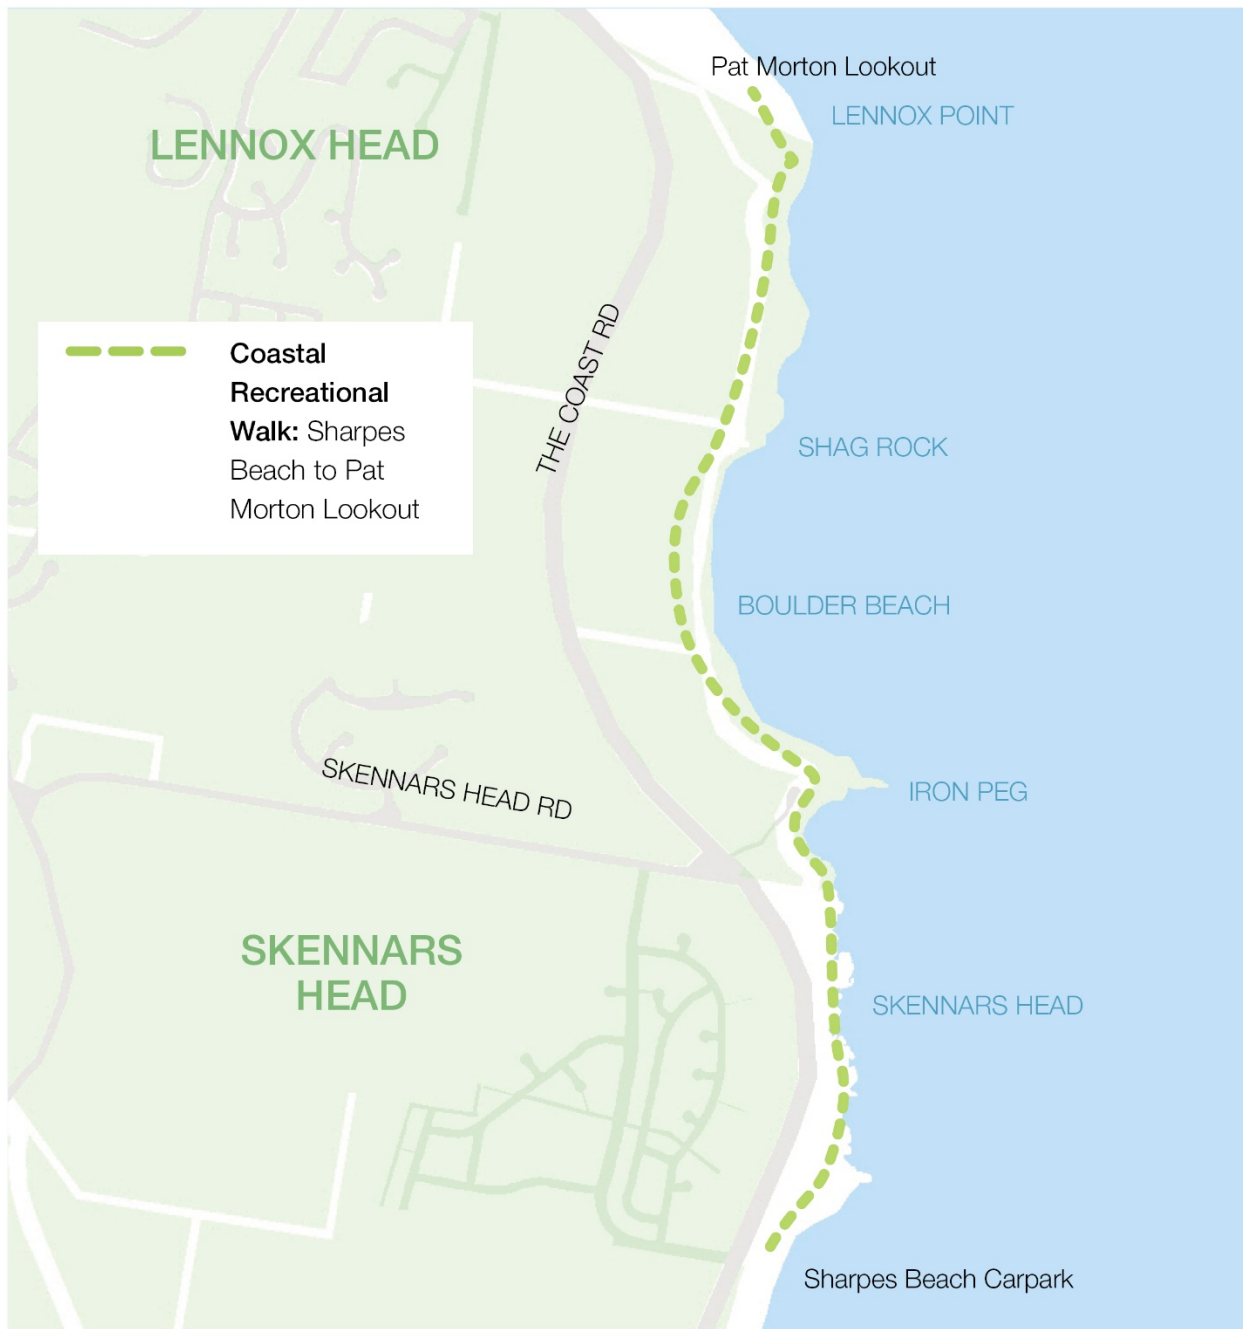 Pat Morton Lookout
LENNOX POINT
LENNOX HEAD
THE COAST RD
Coastal
Recreational
Walk: Sharpes
Beach to Pat
Morton Lookout
SHAG ROCK
BOULDER BEACH
SKENNARS HEAD RD
IRON PEG
SKENNARS
HEAD
SKENNARS HEAD
Sharpes Beach Carpark